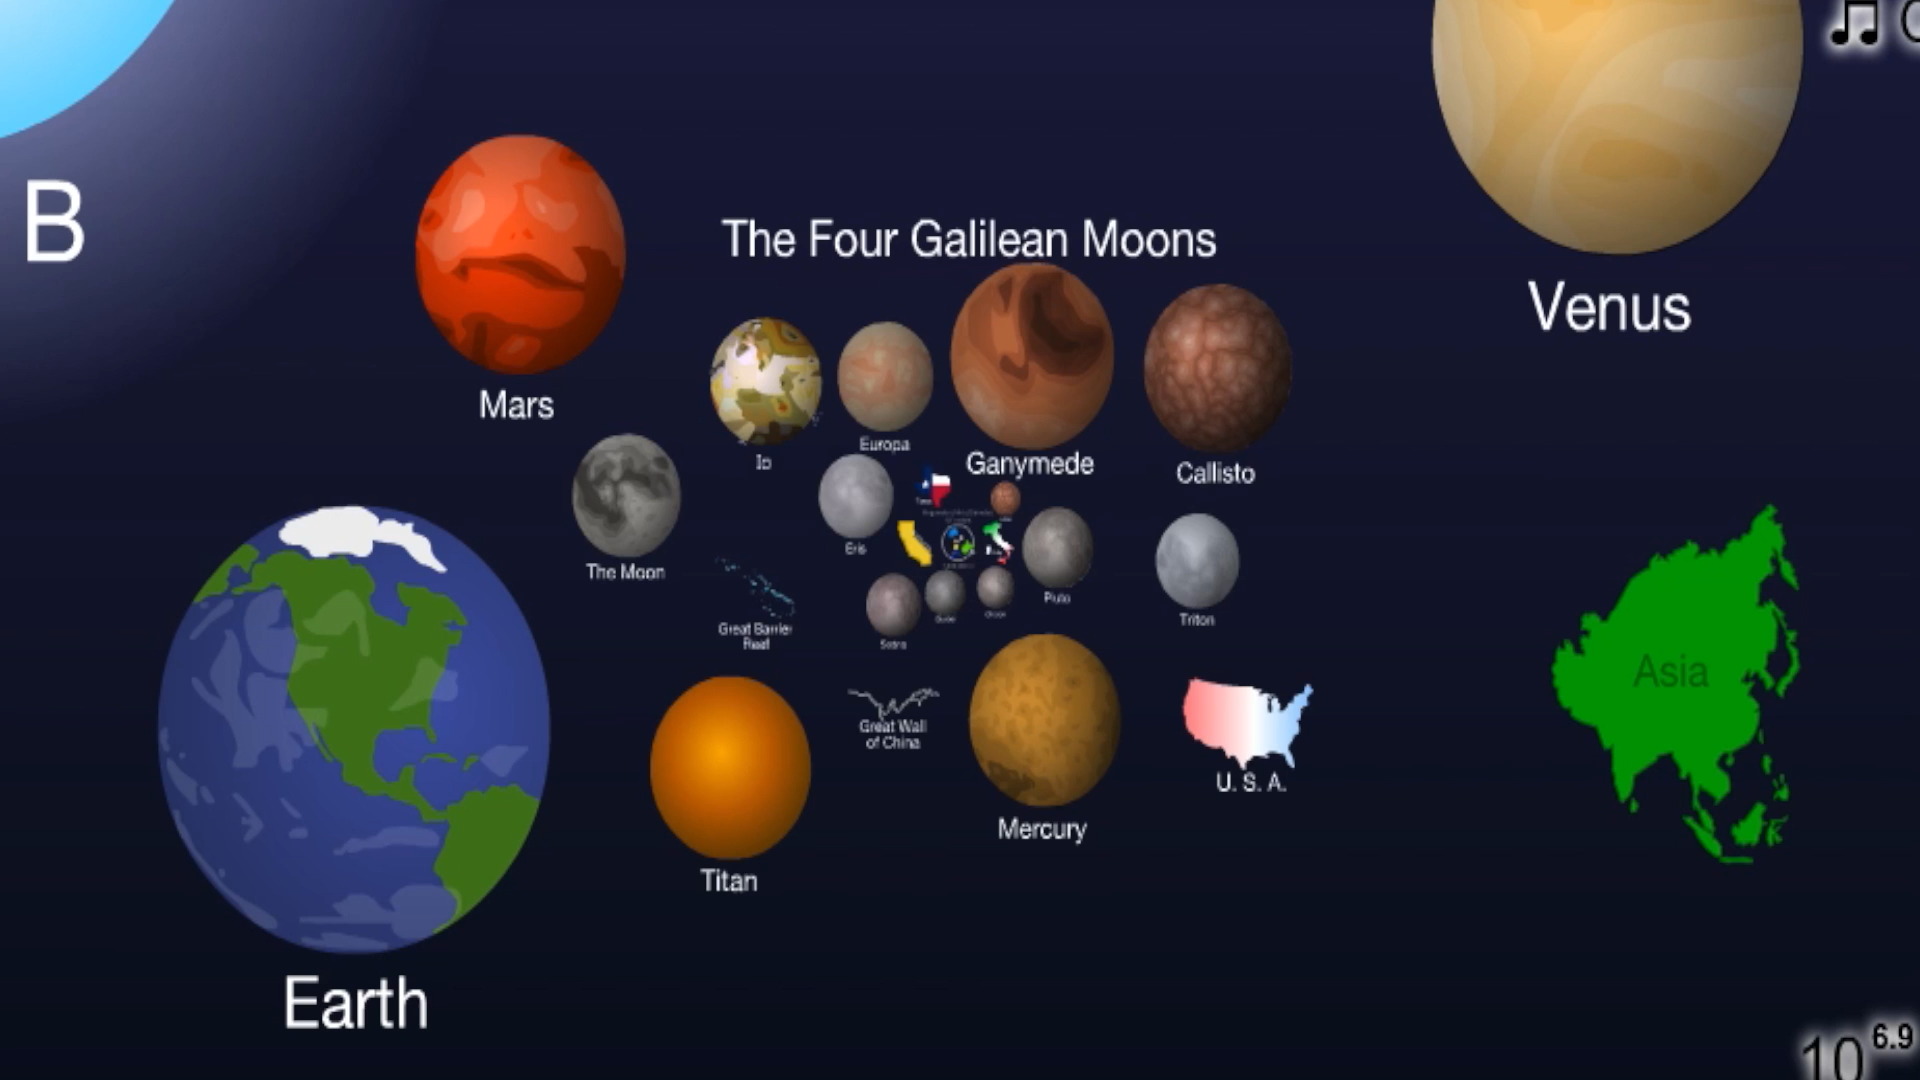 B
Mars
The Four Galilean Moons
Venus
Io
Europa
Ganymede
Callisto
The Moon
Eris
Pluto
Triton
Great Barrier
Reef
Sedna
Great Wall
of China
Asia
U. S. A.
Mercury
Titan
Earth
10 6.9